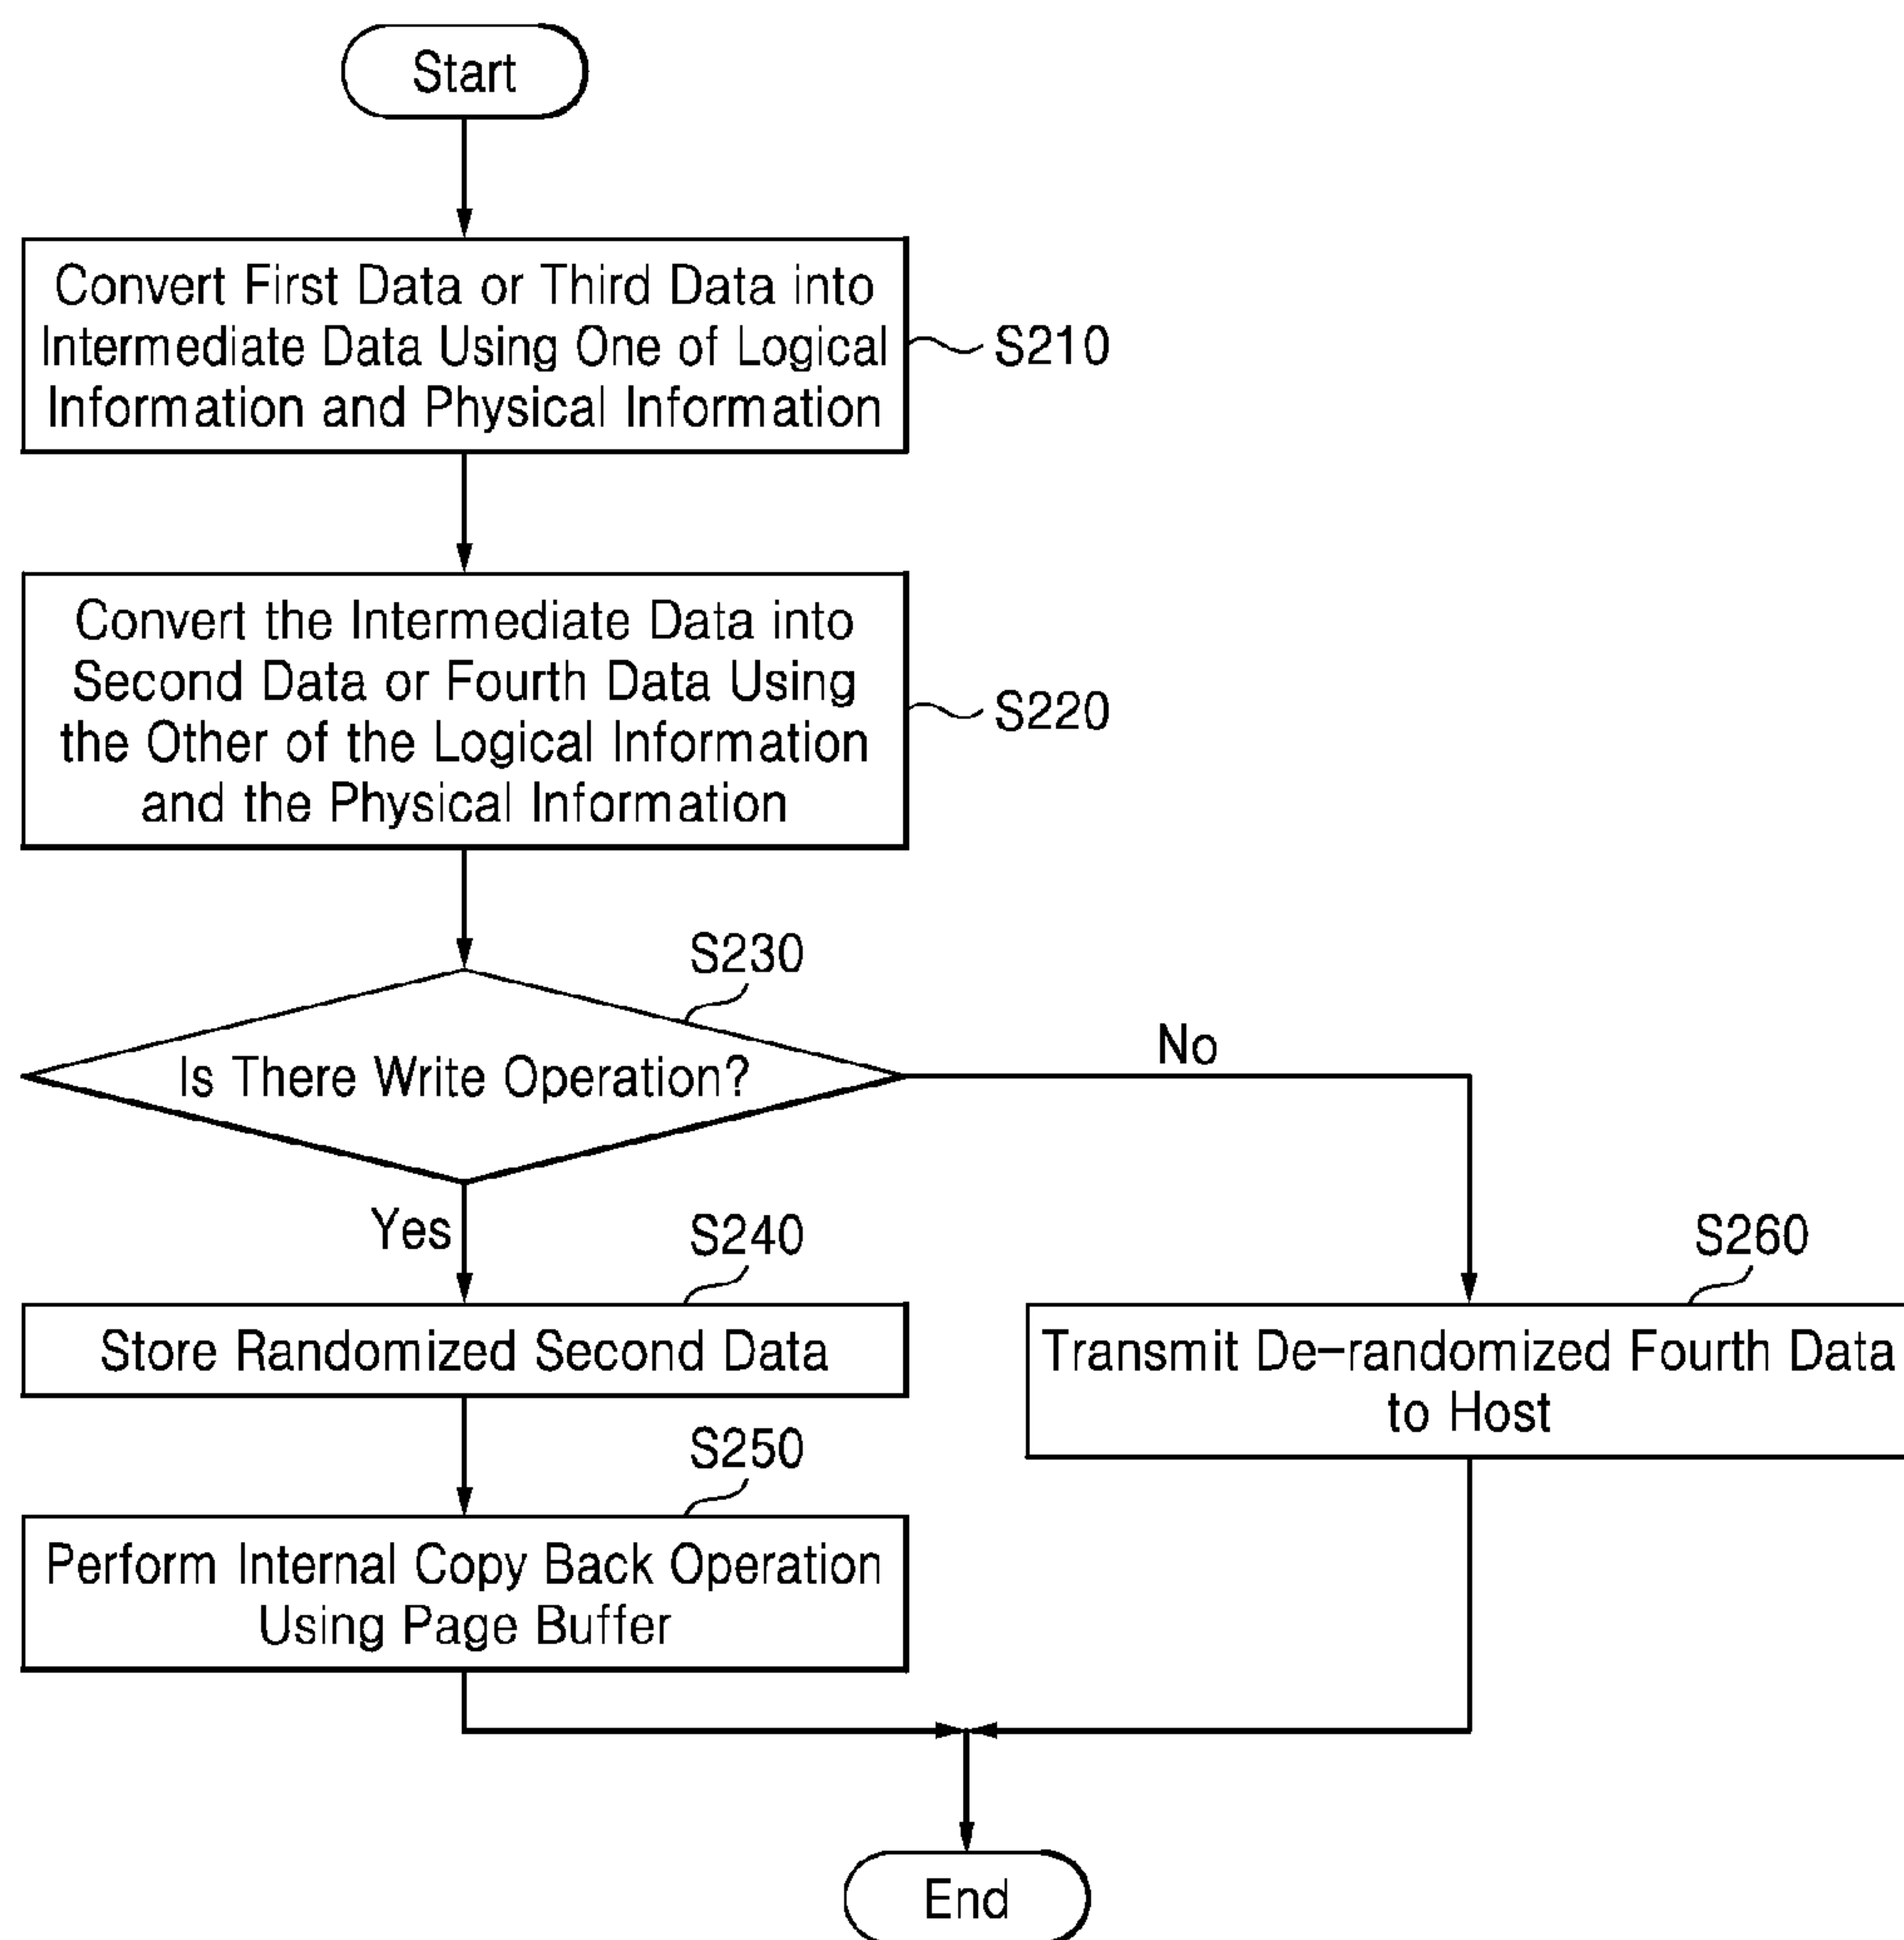 Start
Convert First Data or Third Data into
Intermediate Data Using One of Logical
Information and Physical Information
S210
Convert the Intermediate Data into
Second Data or Fourth Data Using
the Other of the Logical Information
and the Physical Information
S220
S230
Is There Write Operation?
No
Yes
S240
Store Randomized Second Data
S260
Transmit De-randomized Fourth Data
to Host
S250
Perform Internal Copy Back Operation
Using Page Buffer
End